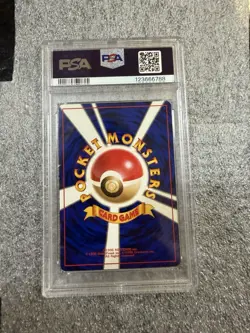 PSA
PSA
123666788
POCKET MONSTERS
CARD GAME